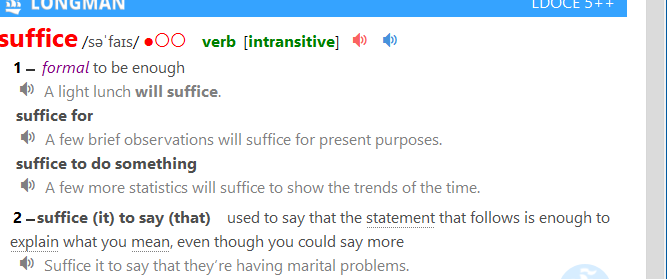 LONGMAN LDOCE 5++
suffice /səˈfaɪs/ ●○○ verb [intransitive]
1 – formal to be enough
A light lunch will suffice.
suffice for
A few brief observations will suffice for present purposes.
suffice to do something
A few more statistics will suffice to show the trends of the time.
2 –suffice (it) to say (that) used to say that the statement that follows is enough to
explain what you mean, even though you could say more
Suffice it to say that they’re having marital problems.